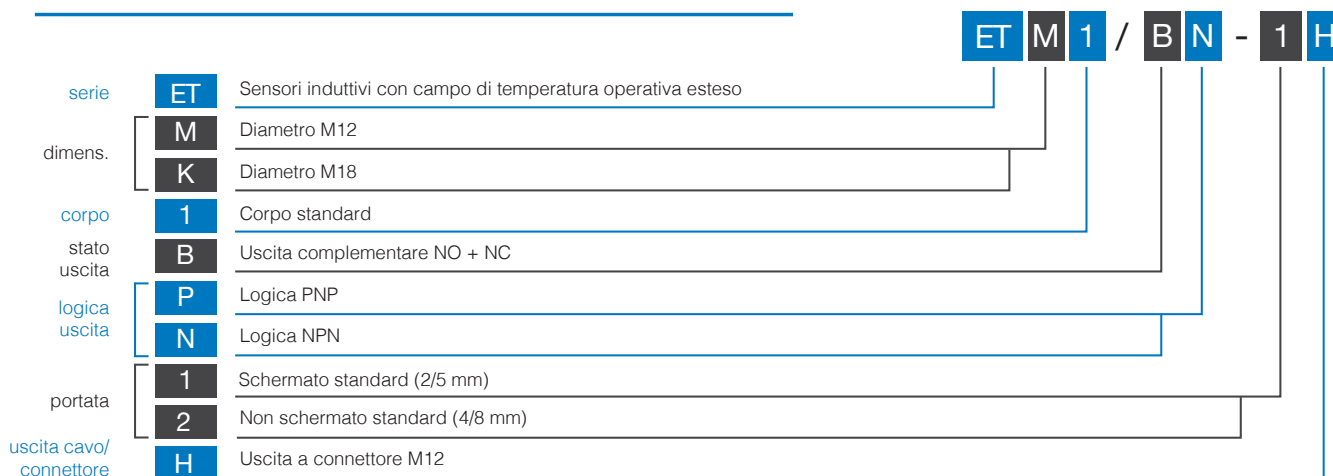 ET M 1 / B N - 1 H
serie ET Sensori induttivi con campo di temperatura operativa esteso
dimens.
M Diametro M12
K Diametro M18
corpo 1 Corpo standard
stato
uscita
B Uscita complementare NO + NC
logica
uscita
P Logica PNP
N Logica NPN
portata
1 Schermato standard (2/5 mm)
2 Non schermato standard (4/8 mm)
uscita cavo/
connettore
H Uscita a connettore M12